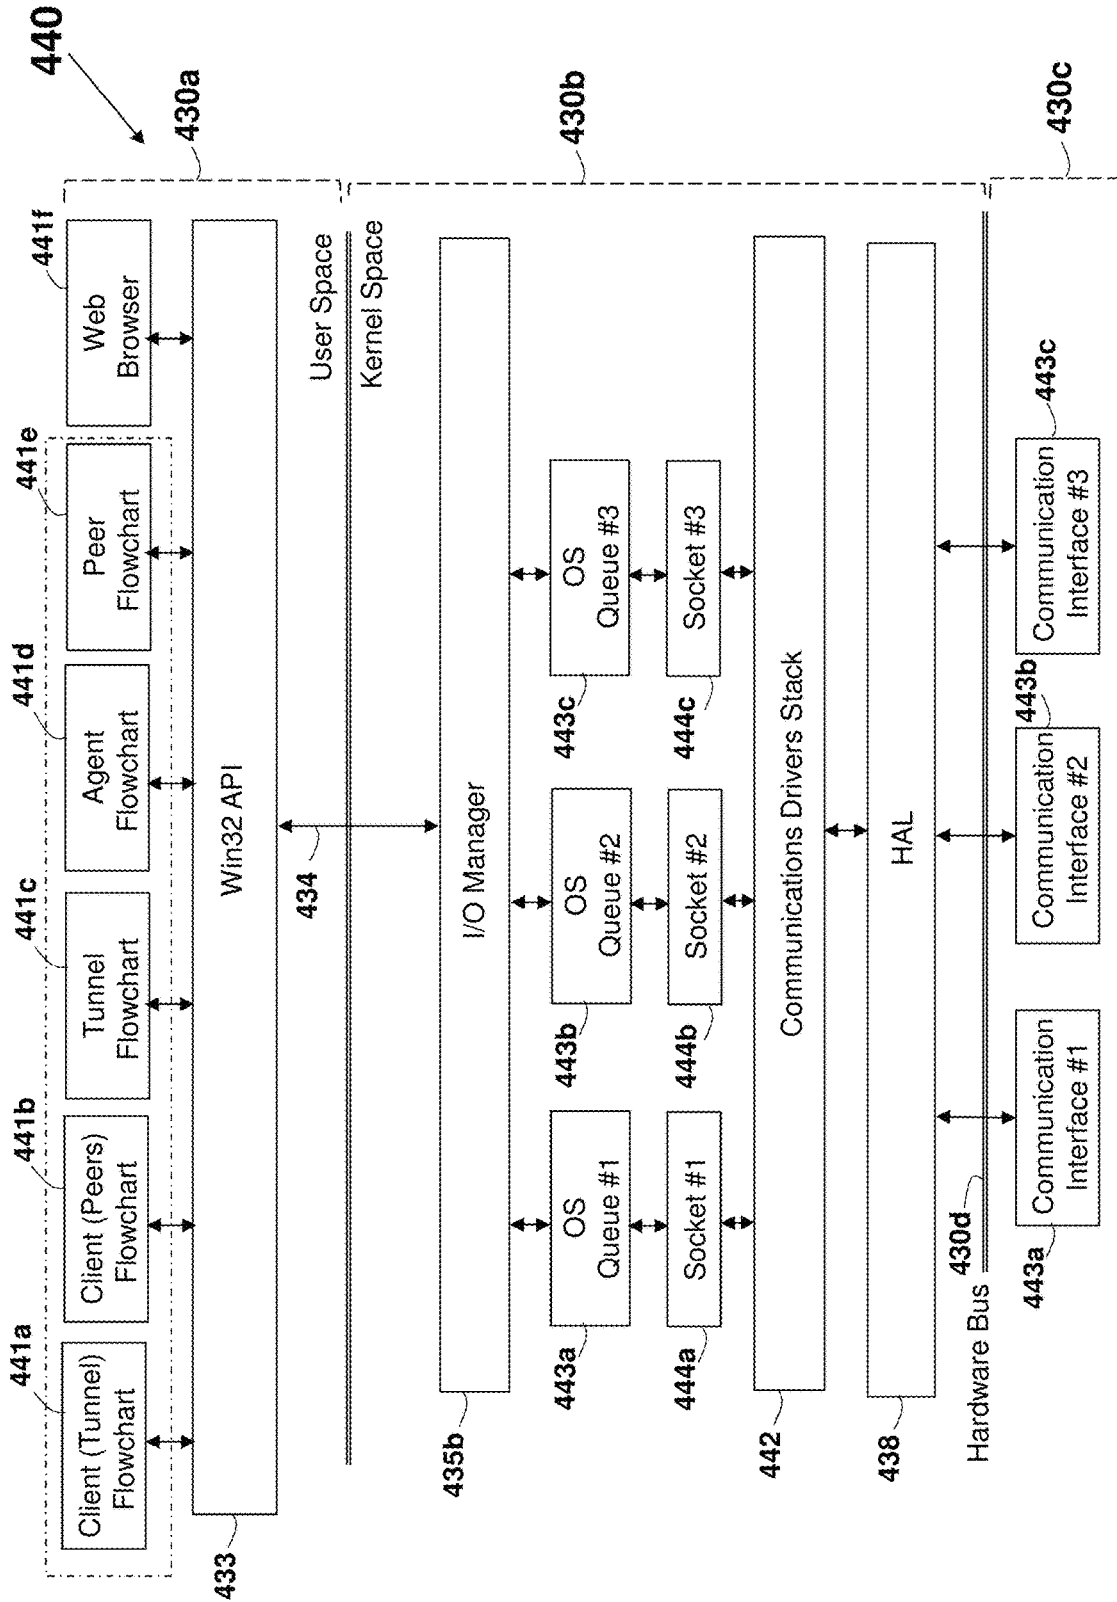 440
430a
430b
430c
441a
441b
441c
441d
441e
441f
Client (Tunnel)
Flowchart
Client (Peers)
Flowchart
Tunnel
Flowchart
Agent
Flowchart
Peer
Flowchart
Web
Browser
433
Win32 API
434
User Space
Kernel Space
435b
I/O Manager
443a
OS
Queue #1
443b
OS
Queue #2
443c
OS
Queue #3
444a
Socket #1
444b
Socket #2
444c
Socket #3
442
Communications Drivers Stack
438
HAL
Hardware Bus
430d
443a
Communication
Interface #1
443b
Communication
Interface #2
443c
Communication
Interface #3